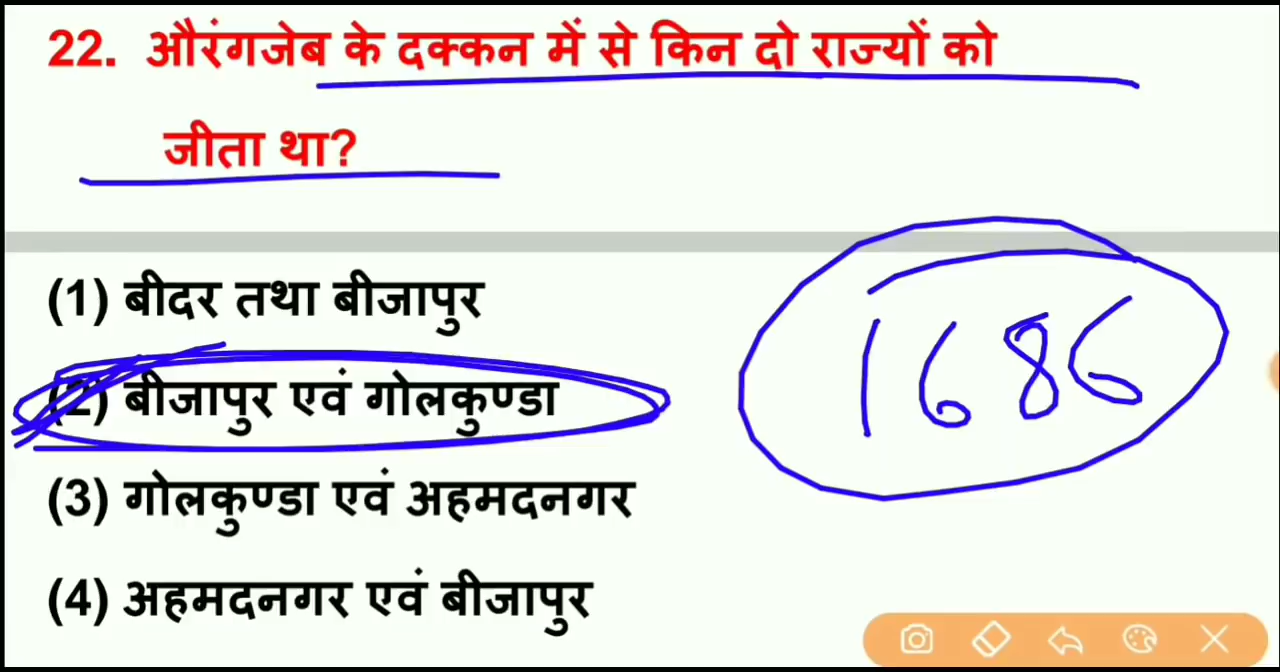 22. औरंगजेब के दक्कन में से किन दो राज्यों को
जीता था?
(1) बीदर तथा बीजापुर
(2) बीजापुर एवं गोलकुण्डा
1686
(3) गोलकुण्डा एवं अहमदनगर
(4) अहमदनगर एवं बीजापुर